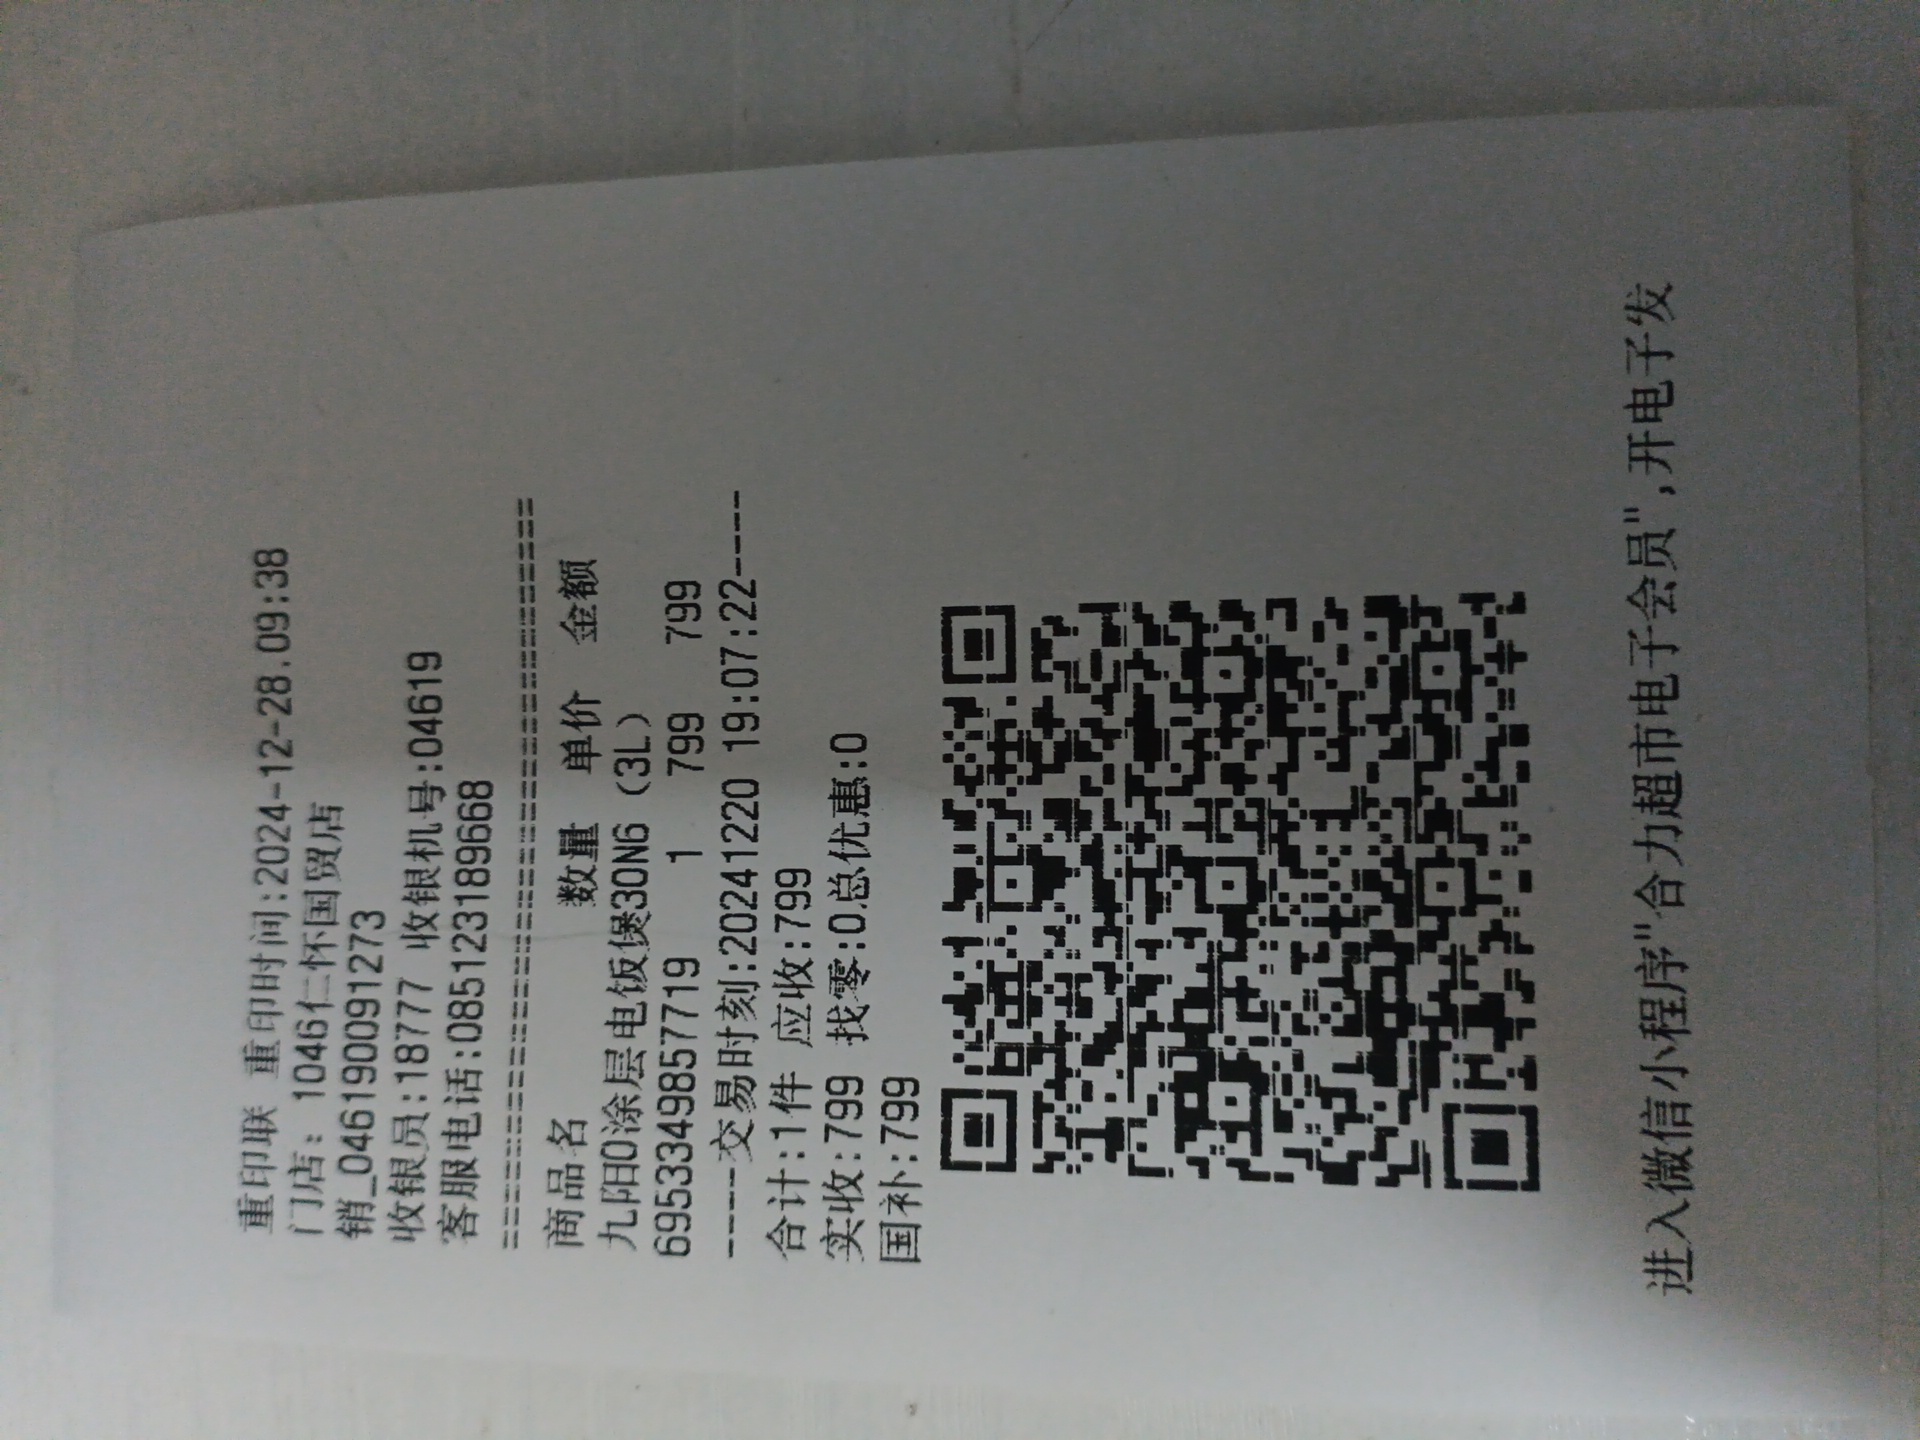 重印联 重印时间:2024-12-28.09:38
门店: 1046仁怀国贸店
销_0461900912​73
收银员:18777 收银机号:04619
客服电话:085123189668
==========================================
商品名 数量 单价 金额
九阳0涂层电饭煲30N6 (3L)
6953349857719 1 799 799
-----交易时刻:20241220 19:07:22-----
合计:1件 应收:799
实收:799 找零:0总优惠:0
国补:799
进入微信小程序"合力超市电子会员",开电子发